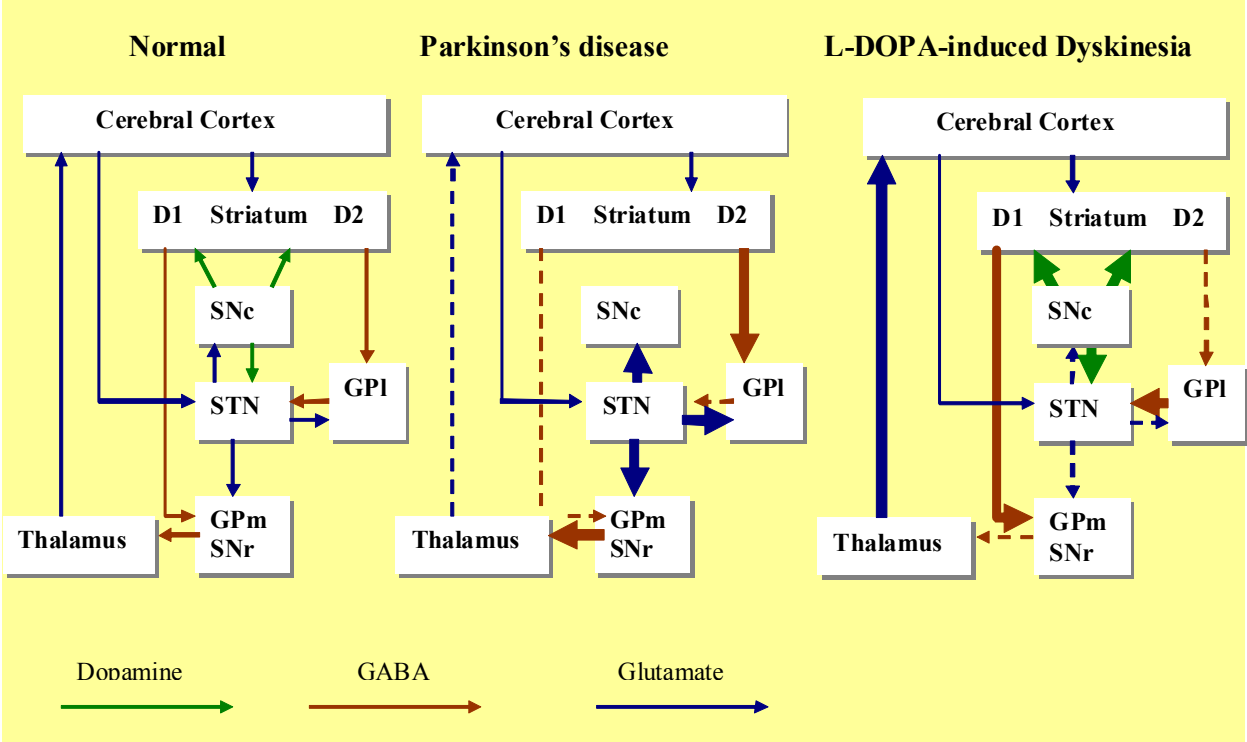 Normal
Parkinson’s disease
L-DOPA-induced Dyskinesia
Cerebral Cortex
D1 Striatum D2
SNc
GPl
STN
GPm
SNr
Thalamus
Cerebral Cortex
D1 Striatum D2
SNc
GPl
STN
GPm
SNr
Thalamus
Cerebral Cortex
D1 Striatum D2
SNc
GPl
STN
GPm
SNr
Thalamus
Dopamine
GABA
Glutamate